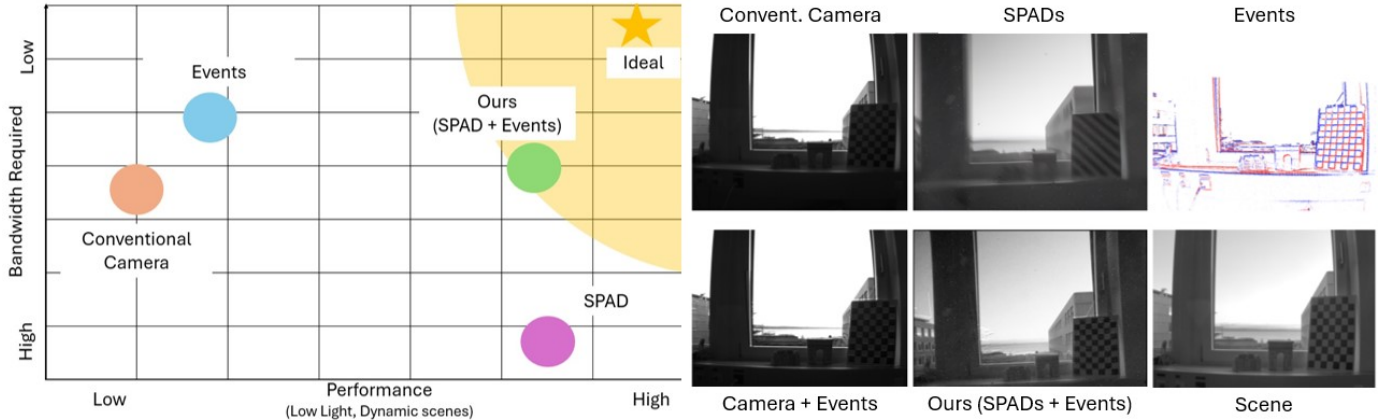 Low
Bandwidth Required
High
Events
Ideal
Ours
(SPAD + Events)
Conventional
Camera
SPAD
Low
Performance
(Low Light, Dynamic scenes)
High
Convent. Camera
SPADs
Events
Camera + Events
Ours (SPADs + Events)
Scene